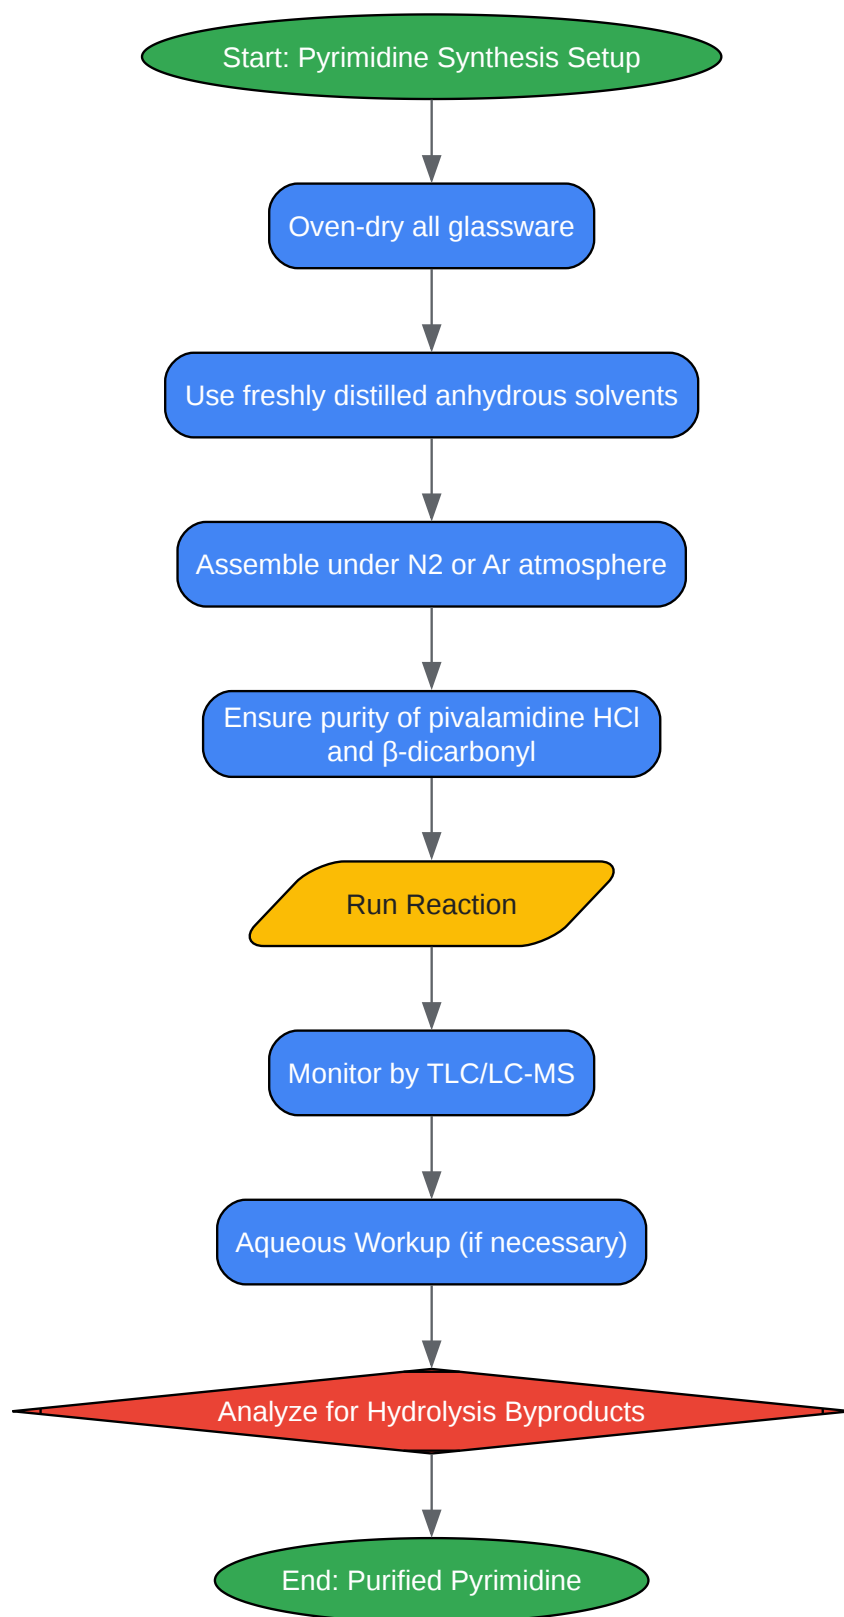 Start: Pyrimidine Synthesis Setup
Oven-dry all glassware
Use freshly distilled anhydrous solvents
Assemble under N2 or Ar atmosphere
Ensure purity of pivalamidine HCl
and β-dicarbonyl
Run Reaction
Monitor by TLC/LC-MS
Aqueous Workup (if necessary)
Analyze for Hydrolysis Byproducts
End: Purified Pyrimidine